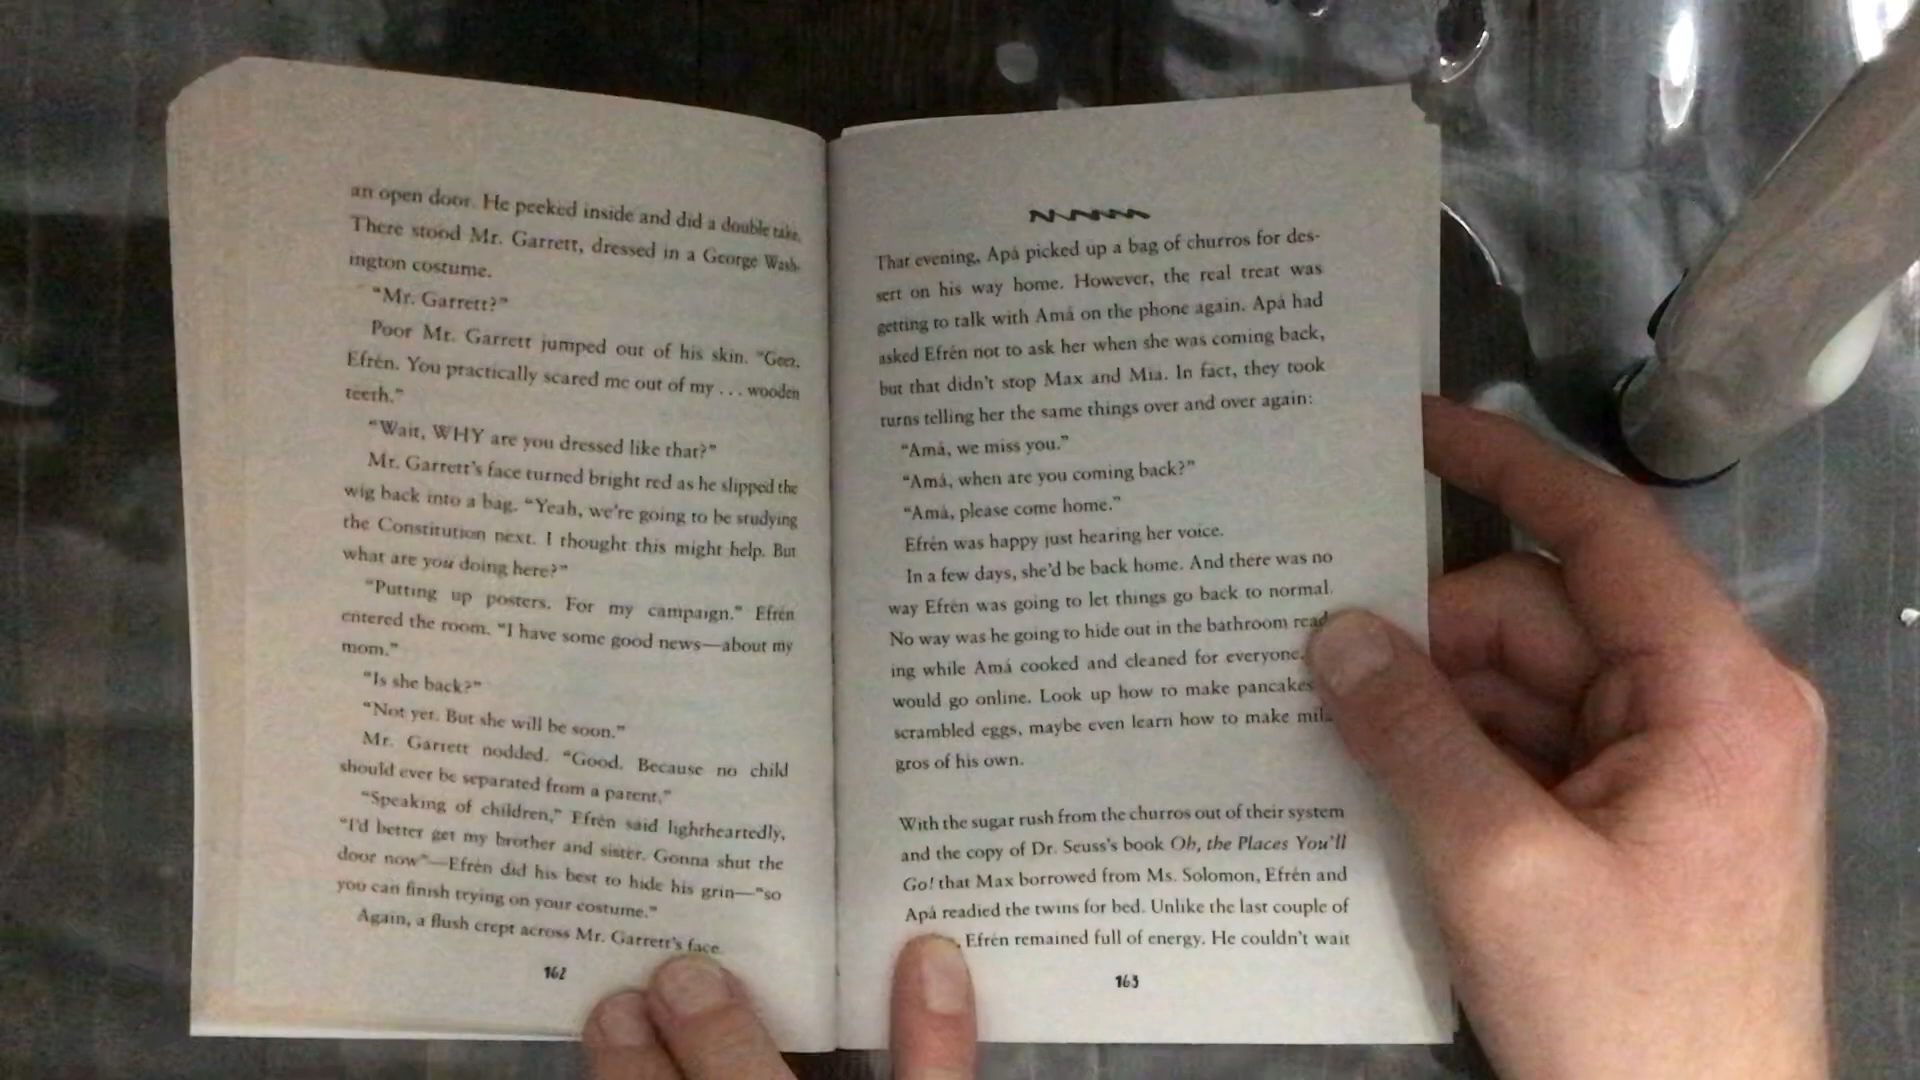 an open door. He peeked inside and did a double take.
There stood Mr. Garrett, dressed in a George Wash-
ington costume.
“Mr. Garrett?”
Poor Mr. Garrett jumped out of his skin. “Geez,
Efrén. You practically scared me out of my . . . wooden
teeth.”
“Wait, WHY are you dressed like that?”
Mr. Garrett’s face turned bright red as he slipped the
wig back into a bag. “Yeah, we’re going to be studying
the Constitution next. I thought this might help. But
what are you doing here?”
“Putting up posters. For my campaign.” Efrén
entered the room. “I have some good news—about my
mom.”
“Is she back?”
“Not yet. But she will be soon.”
Mr. Garrett nodded. “Good. Because no child
should ever be separated from a parent.”
“Speaking of children,” Efrén said lightheartedly,
“I’d better get my brother and sister. Gonna shut the
door now”—Efrén did his best to hide his grin—“so
you can finish trying on your costume.”
Again, a flush crept across Mr. Garrett’s face.
162
That evening, Apá picked up a bag of churros for des-
sert on his way home. However, the real treat was
getting to talk with Amá on the phone again. Apá had
asked Efrén not to ask her when she was coming back,
but that didn’t stop Max and Mia. In fact, they took
turns telling her the same things over and over again:
“Amá, we miss you.”
“Amá, when are you coming back?”
“Amá, please come home.”
Efrén was happy just hearing her voice.
In a few days, she’d be back home. And there was no
way Efrén was going to let things go back to normal.
No way was he going to hide out in the bathroom read
ing while Amá cooked and cleaned for everyone.
would go online. Look up how to make pancakes
scrambled eggs, maybe even learn how to make mila
gros of his own.
With the sugar rush from the churros out of their system
and the copy of Dr. Seuss’s book Oh, the Places You’ll
Go! that Max borrowed from Ms. Solomon, Efrén and
Apá readied the twins for bed. Unlike the last couple of
, Efrén remained full of energy. He couldn’t wait
163